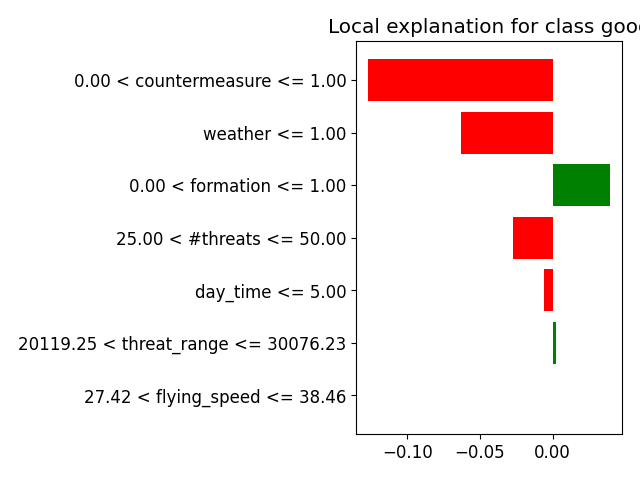 Local explanation for class good
0.00 < countermeasure <= 1.00
weather <= 1.00
0.00 < formation <= 1.00
25.00 < #threats <= 50.00
day_time <= 5.00
20119.25 < threat_range <= 30076.23
27.42 < flying_speed <= 38.46
−0.10 −0.05 0.00